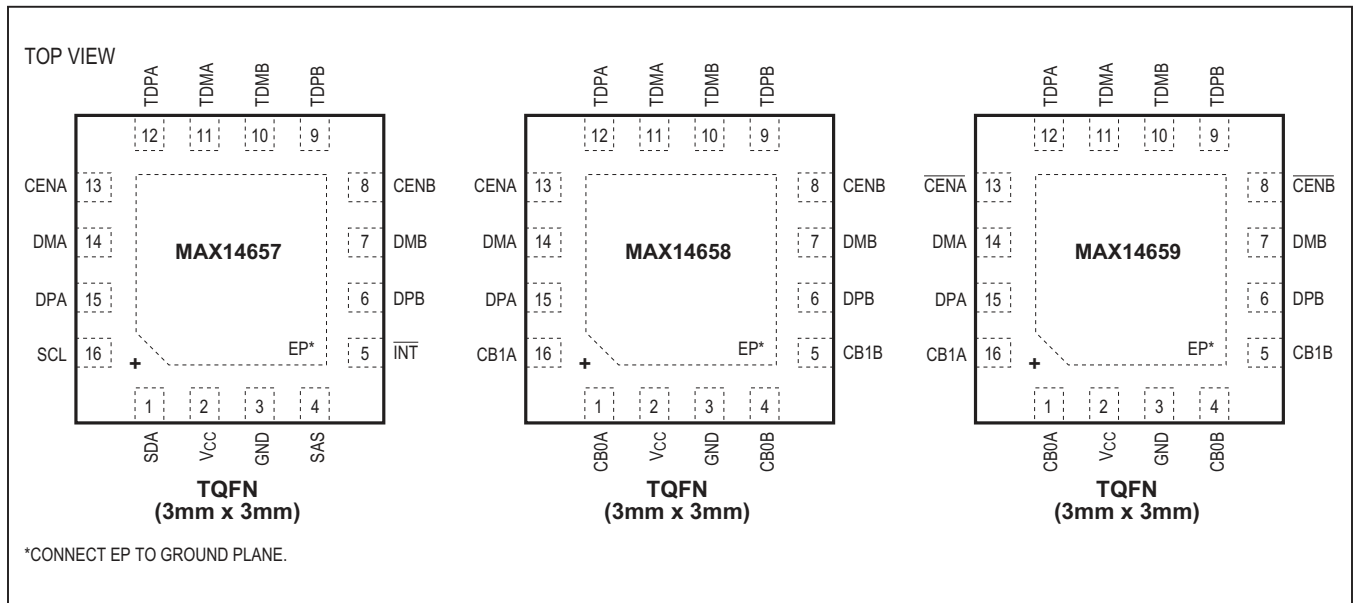 TOP VIEW
TDPA TDMA TDMB TDPB
12 11 10 9
CENA 13 8 CENB
DMA 14 MAX14657 7 DMB
DPA 15 6 DPB
SCL 16 + EP* 5 I̅N̅T̅
1 2 3 4
SDA VCC GND SAS
TQFN
(3mm x 3mm)
TDPA TDMA TDMB TDPB
12 11 10 9
CENA 13 8 CENB
DMA 14 MAX14658 7 DMB
DPA 15 6 DPB
CB1A 16 + EP* 5 CB1B
1 2 3 4
CB0A VCC GND CB0B
TQFN
(3mm x 3mm)
TDPA TDMA TDMB TDPB
12 11 10 9
C̅E̅N̅A̅ 13 8 C̅E̅N̅B̅
DMA 14 MAX14659 7 DMB
DPA 15 6 DPB
CB1A 16 + EP* 5 CB1B
1 2 3 4
CB0A VCC GND CB0B
TQFN
(3mm x 3mm)
*CONNECT EP TO GROUND PLANE.